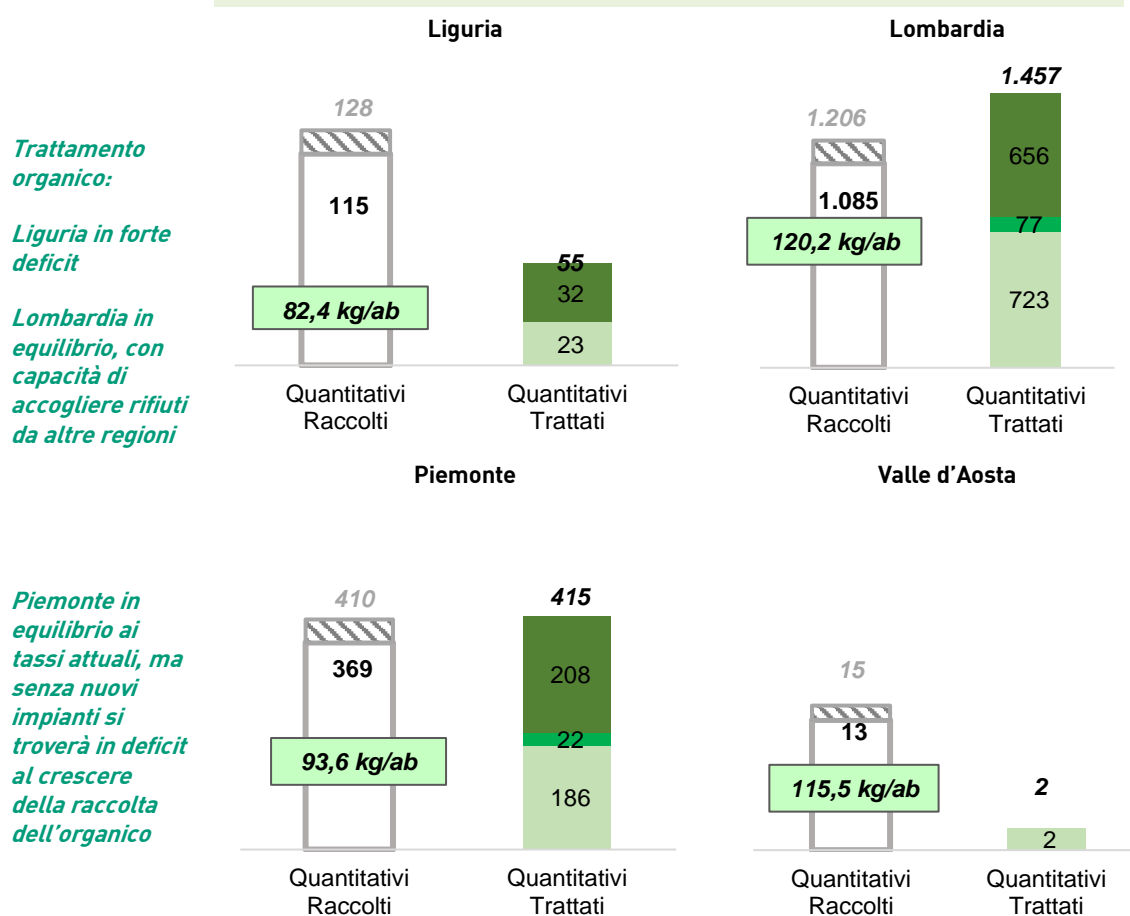 Liguria
Lombardia
Trattamento
organico:
Liguria in forte
deficit
Lombardia in
equilibrio, con
capacità di
accogliere rifiuti
da altre regioni
128
115
82,4 kg/ab
55
32
23
Quantitativi
Raccolti
Quantitativi
Trattati
1.206
1.085
120,2 kg/ab
1.457
656
77
723
Quantitativi
Raccolti
Quantitativi
Trattati
Piemonte
Valle d'Aosta
Piemonte in
equilibrio ai
tassi attuali, ma
senza nuovi
impianti si
troverà in deficit
al crescere
della raccolta
dell'organico
410
369
93,6 kg/ab
415
208
22
186
Quantitativi
Raccolti
Quantitativi
Trattati
15
13
115,5 kg/ab
2
2
Quantitativi
Raccolti
Quantitativi
Trattati